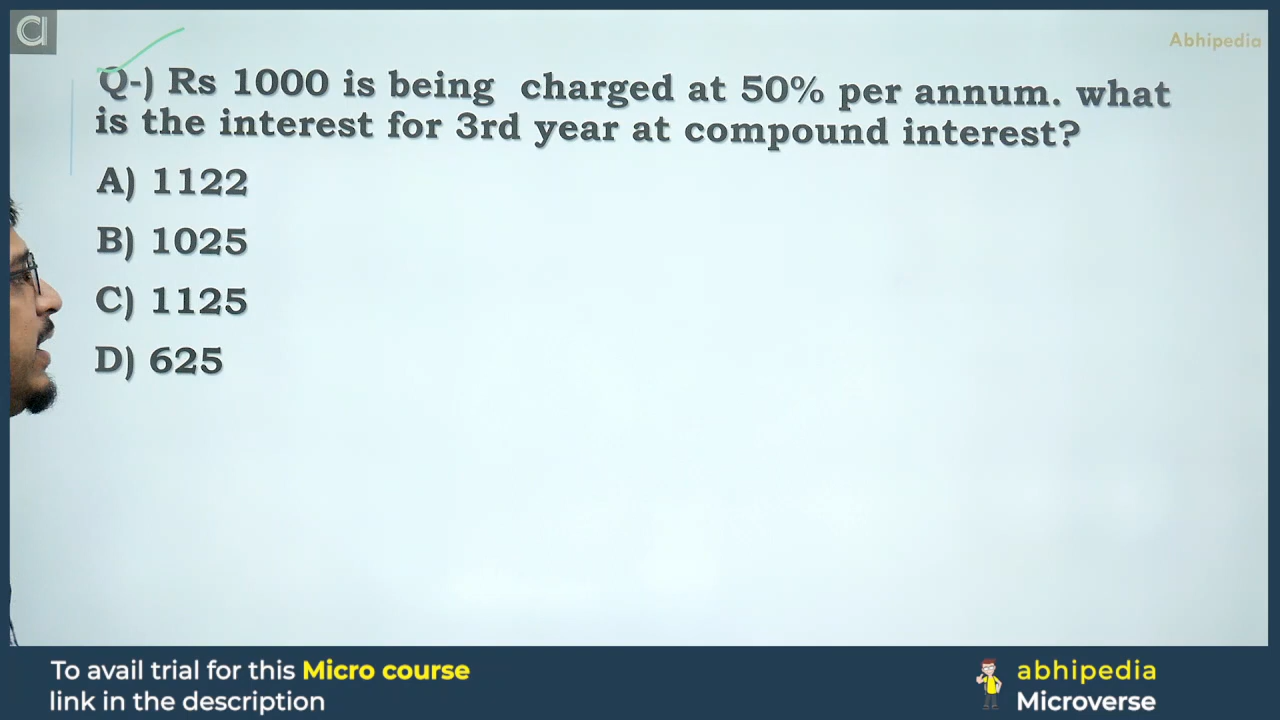 a
Abhipedia
Q-) Rs 1000 is being charged at 50% per annum. what
is the interest for 3rd year at compound interest?
A) 1122
B) 1025
C) 1125
D) 625
To avail trial for this Micro course
link in the description
abhipedia
Microverse